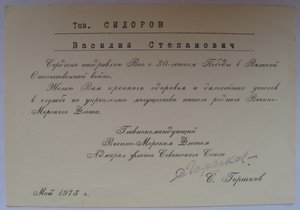 Тов. СИДОРОВ
Василий Степанович
Сердечно поздравляю Вас с 30-летием Победы в Великой
Отечественной войне.
Желаю Вам крепкого здоровья и дальнейших успехов
в службе по укреплению могущества нашего родного Военно-
Морского Флота.
Главнокомандующий
Военно-Морским Флотом
Адмирал флота Советского Союза
С. Горшков
Май 1975 г.